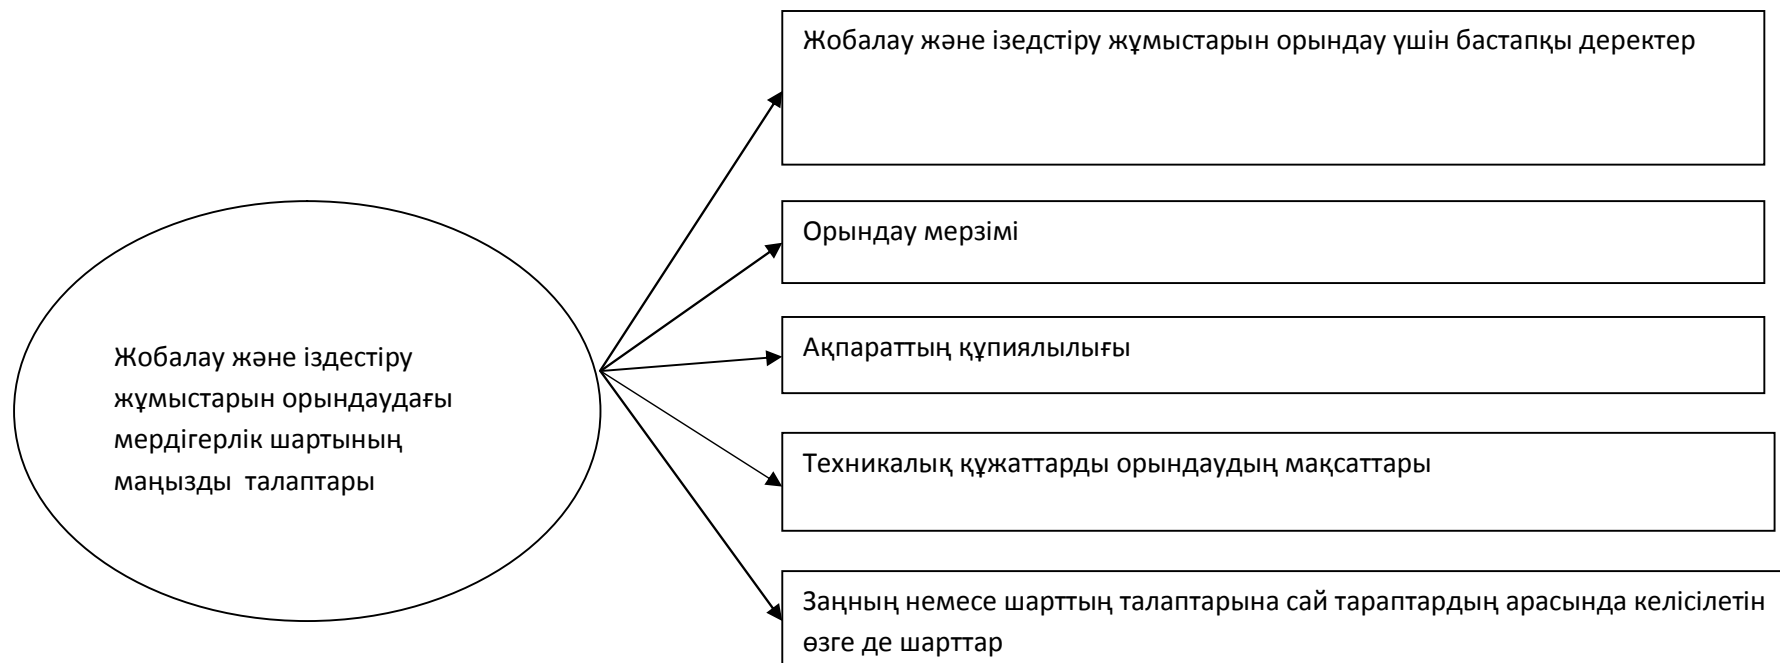 Жобалау және ізедстіру жұмыстарын орындау үшін бастапқы деректер
Орындау мерзімі
Ақпараттың құпиялылығы
Техникалық құжаттарды орындаудың мақсаттары
Заңның немесе шарттың талаптарына сай тараптардың арасында келісілетін
өзге де шарттар
Жобалау және іздестіру
жұмыстарын орындаудағы
мердігерлік шартының
маңызды  талаптары